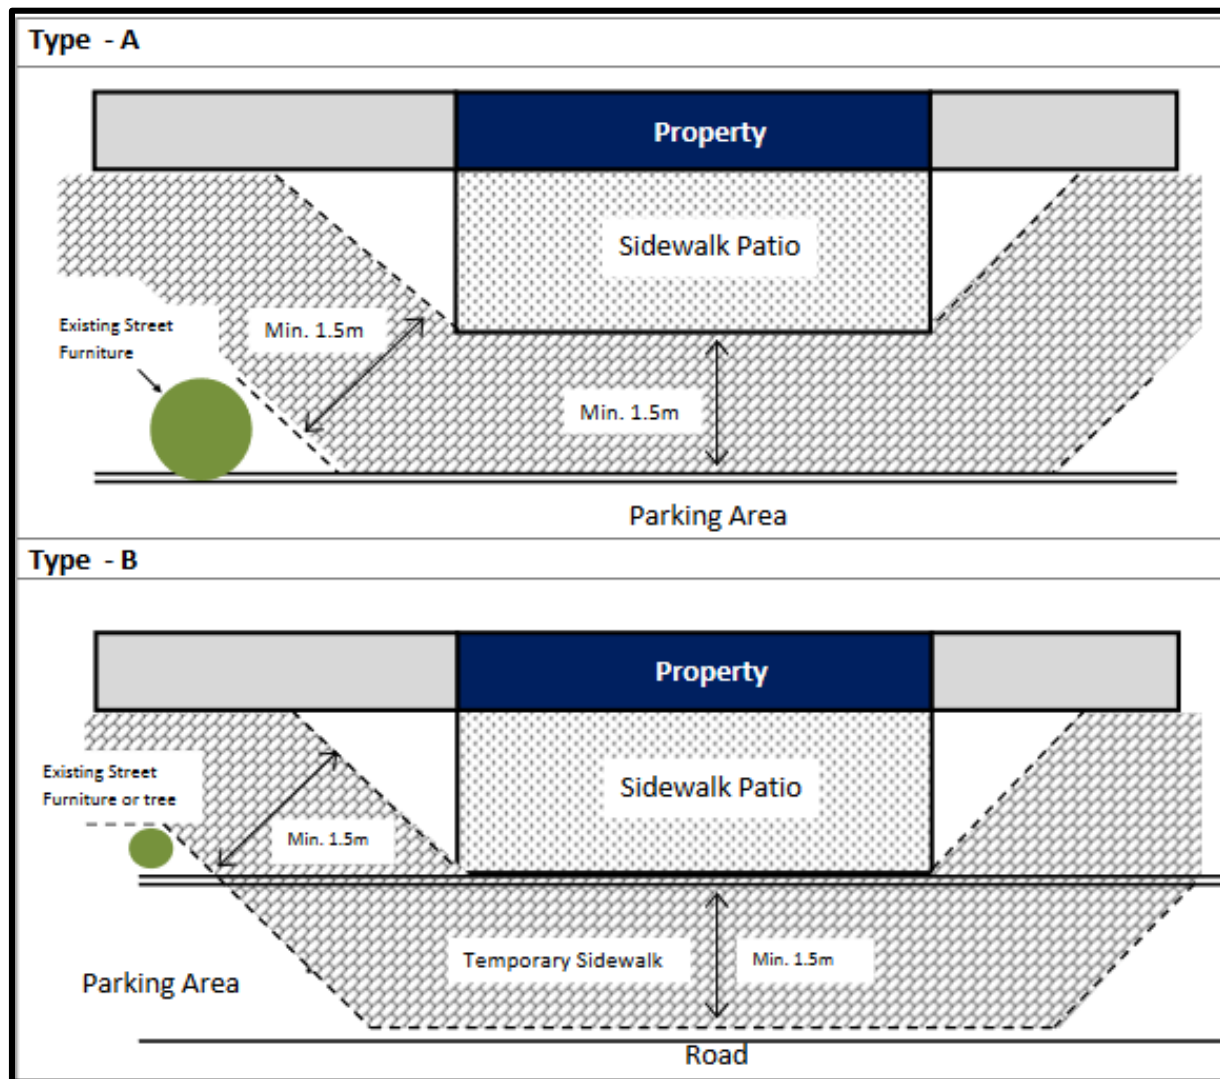 Type - A
Property
Sidewalk Patio
Existing Street
Furniture
Min. 1.5m
Min. 1.5m
Parking Area
Type - B
Property
Sidewalk Patio
Existing Street
Furniture or tree
Min. 1.5m
Temporary Sidewalk
Min. 1.5m
Parking Area
Road